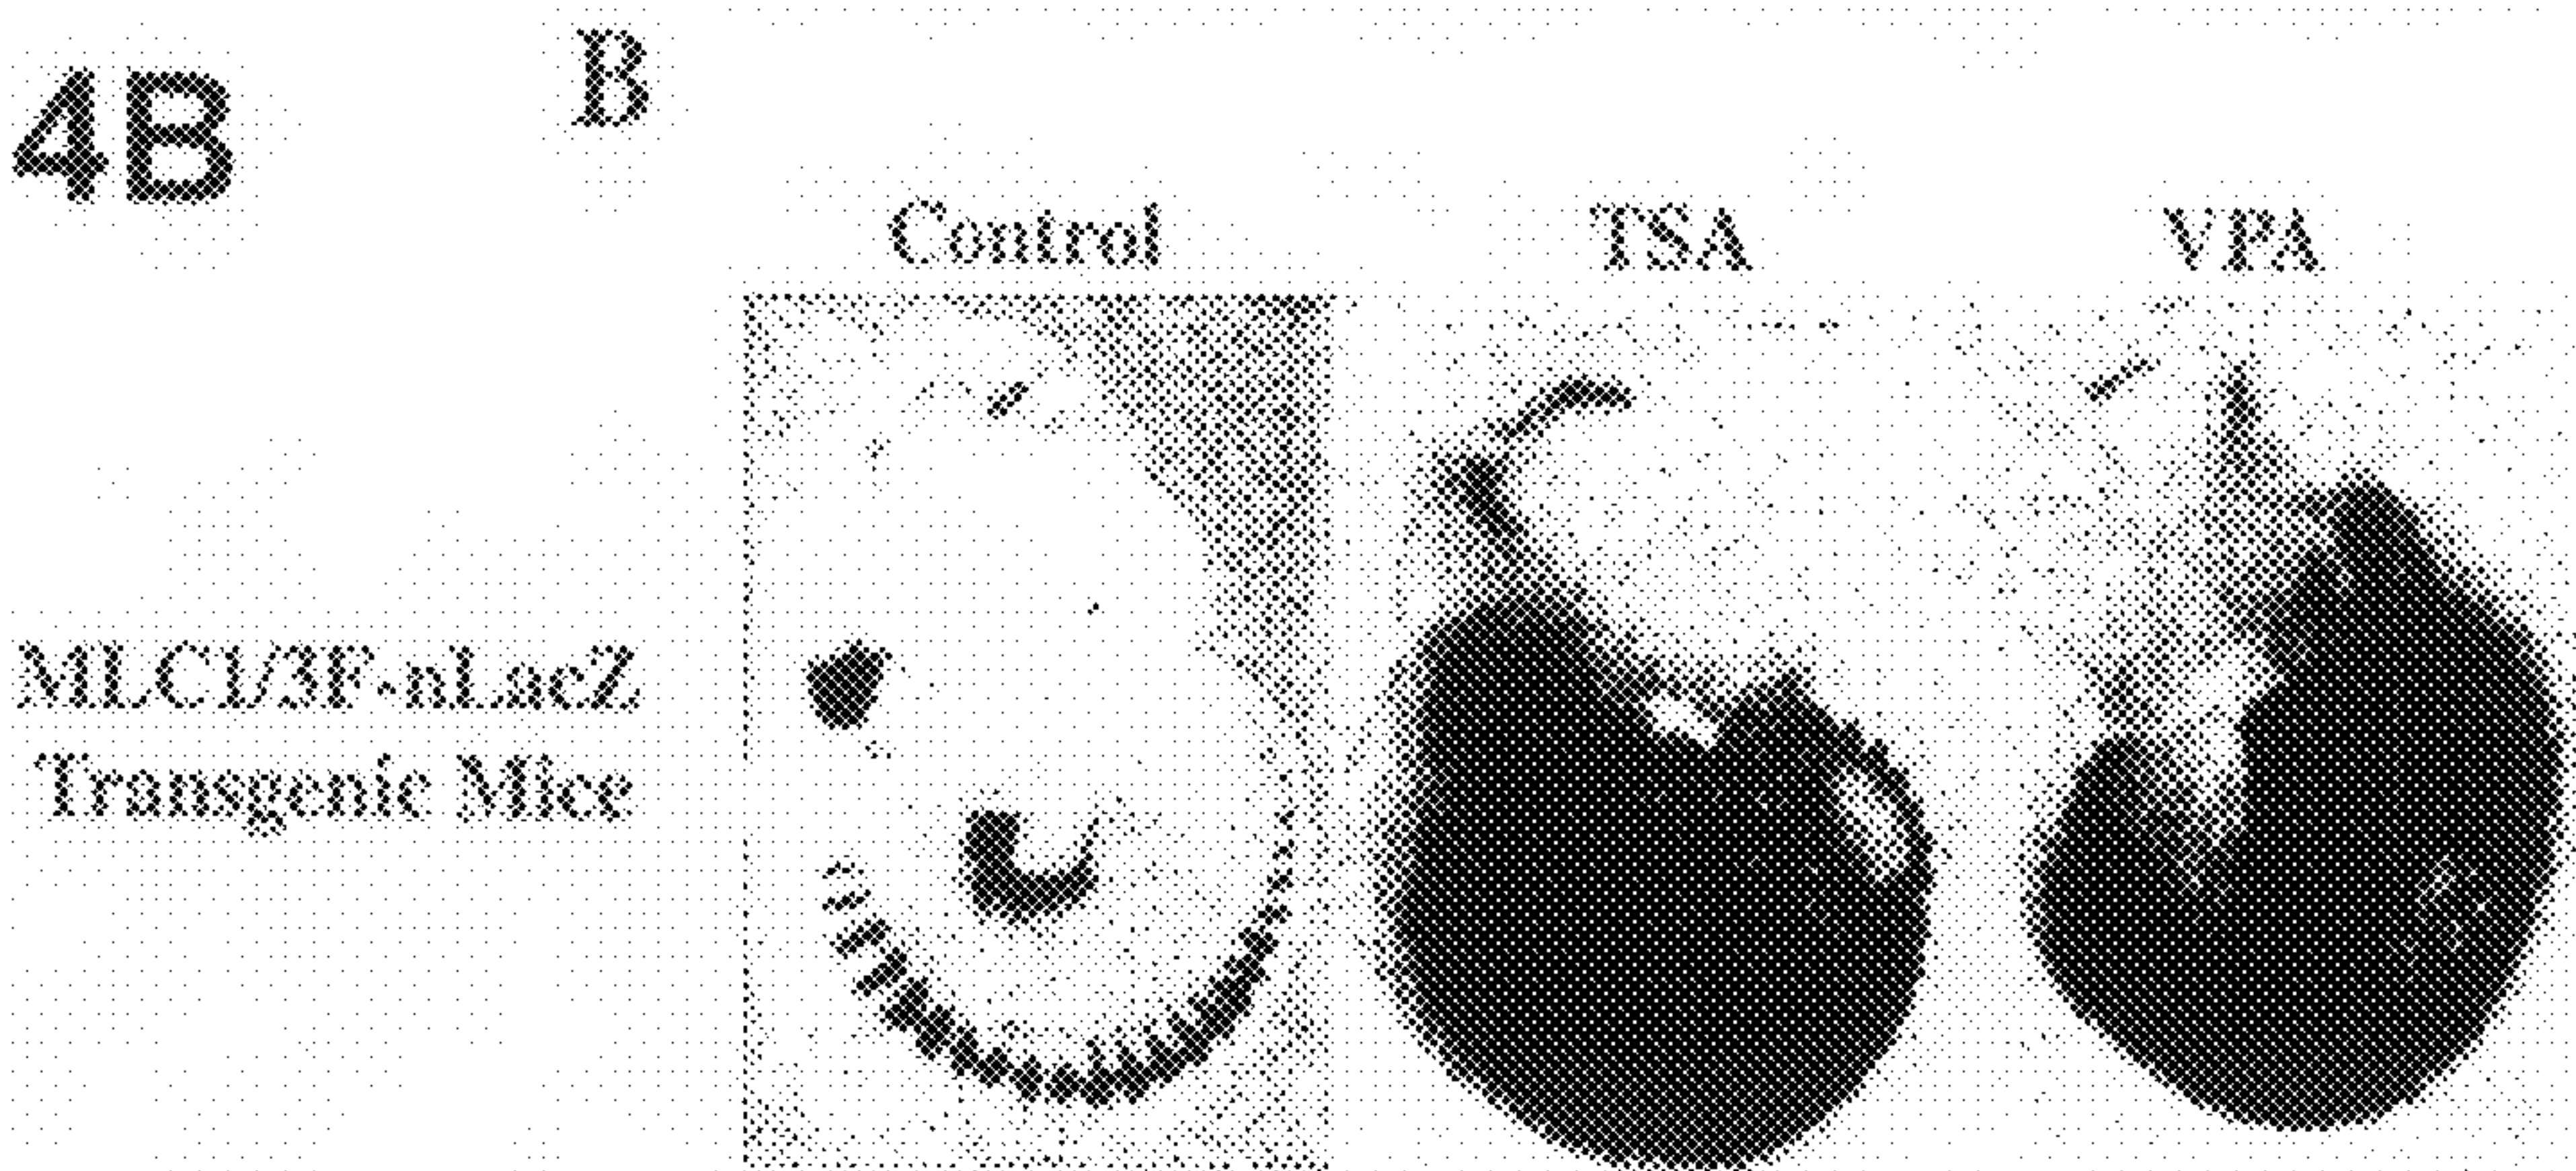 4B
B
Control TSA VPA
MLC1/3F-nLacZ
Transgenic Mice